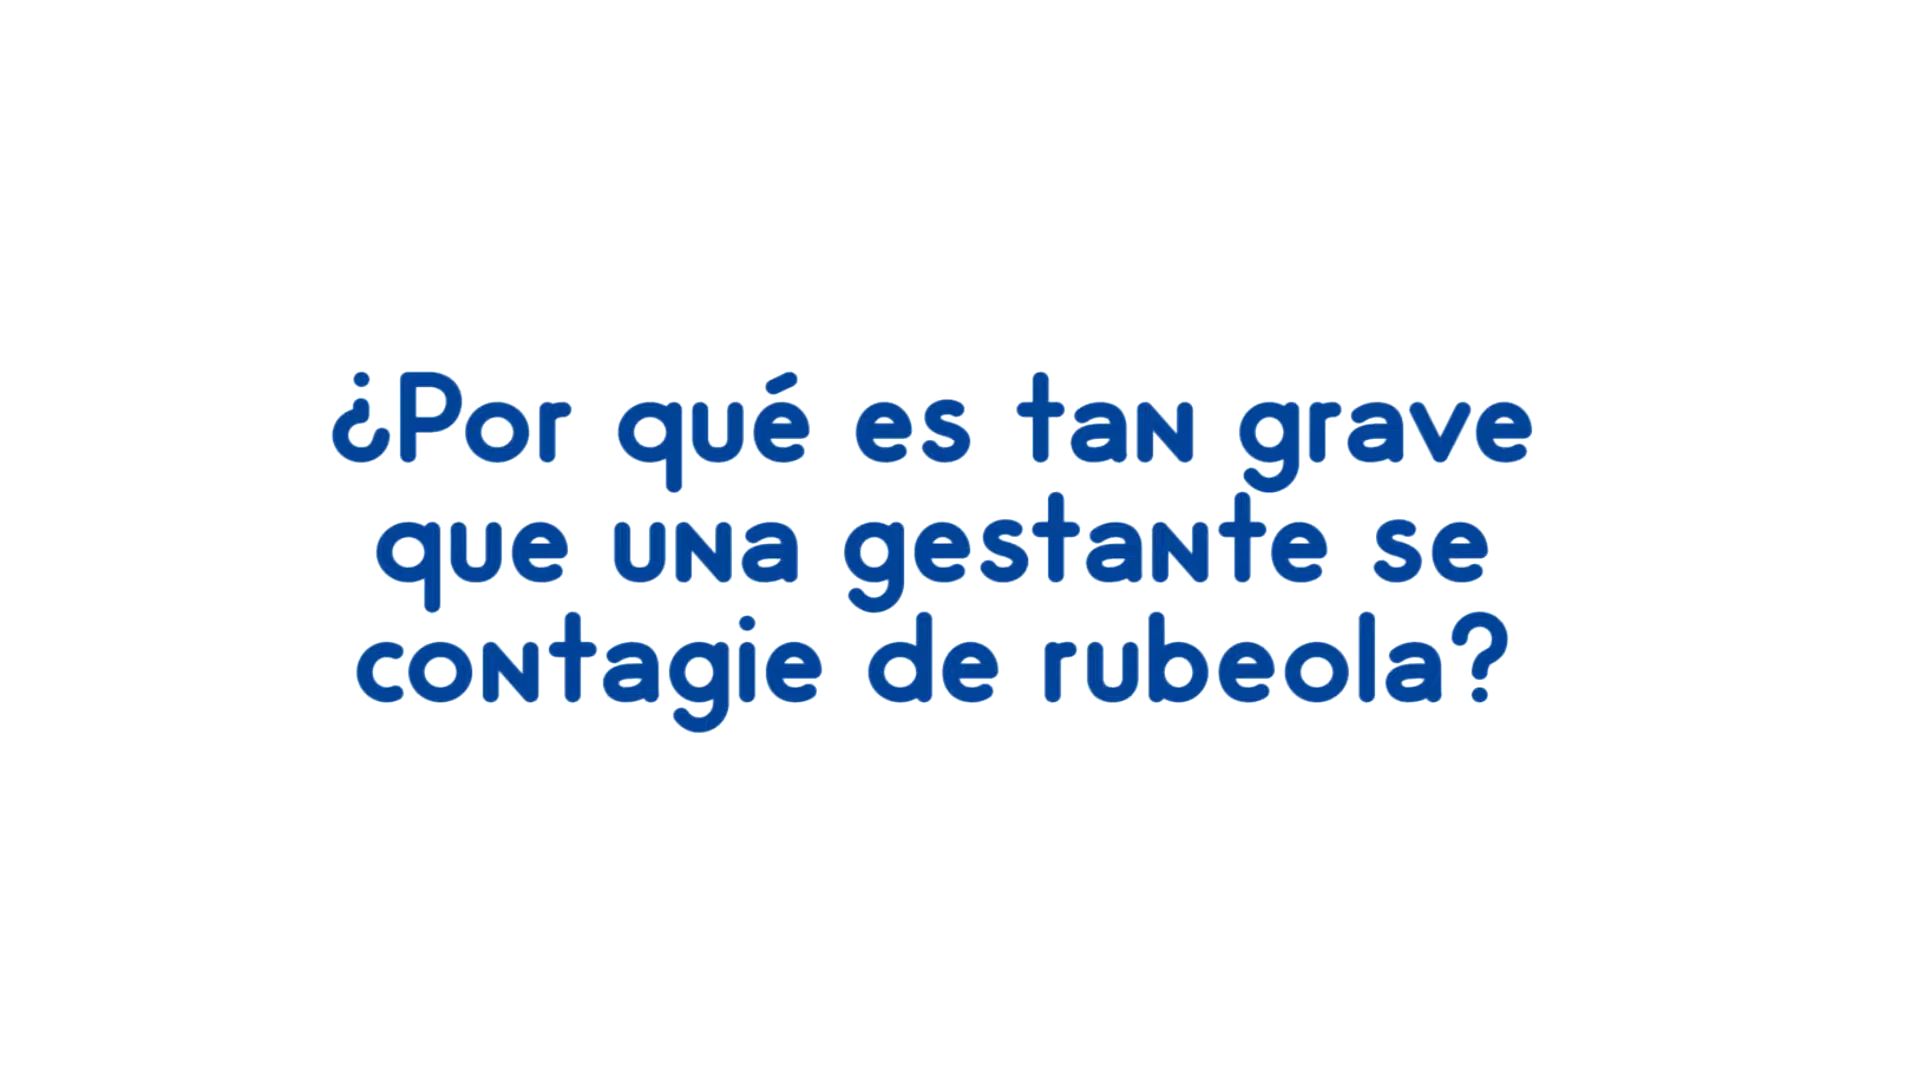 ¿Por qué es tan grave
que una gestante se
contagie de rubeola?